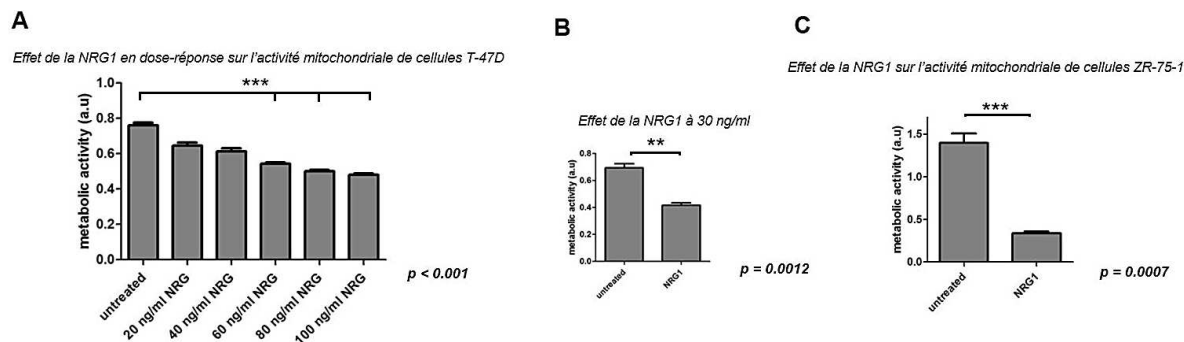 A
Effet de la NRG1 en dose-réponse sur l'activité mitochondriale de cellules T-47D
metabolic activity (a.u)
1.0
0.8
0.6
0.4
0.2
0.0
***
untreated
20 ng/ml NRG
40 ng/ml NRG
60 ng/ml NRG
80 ng/ml NRG
100 ng/ml NRG
p < 0.001
B
Effet de la NRG1 à 30 ng/ml
metabolic activity (a.u)
0.8
0.6
0.4
0.2
0.0
**
untreated
NRG1
p = 0.0012
C
Effet de la NRG1 sur l'activité mitochondriale de cellules ZR-75-1
metabolic activity (a.u)
1.5
1.0
0.5
0.0
***
untreated
NRG1
p = 0.0007